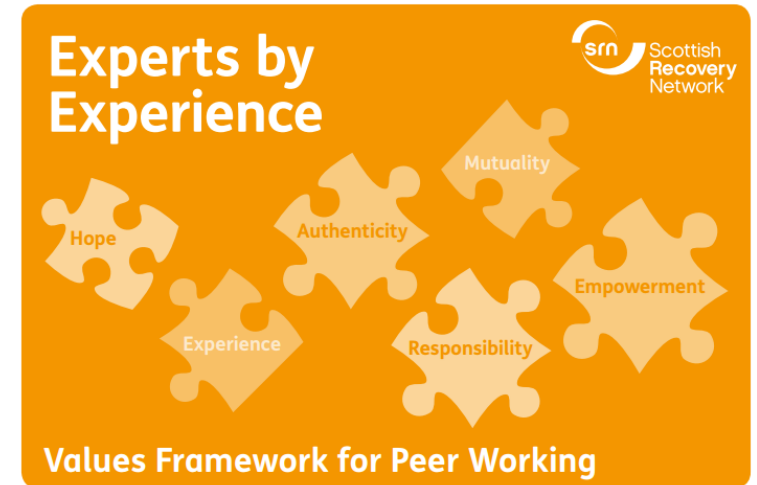 Experts by
Experience
srn
Scottish
Recovery
Network
Mutuality
Hope
Authenticity
Empowerment
Experience
Responsibility
Values Framework for Peer Working